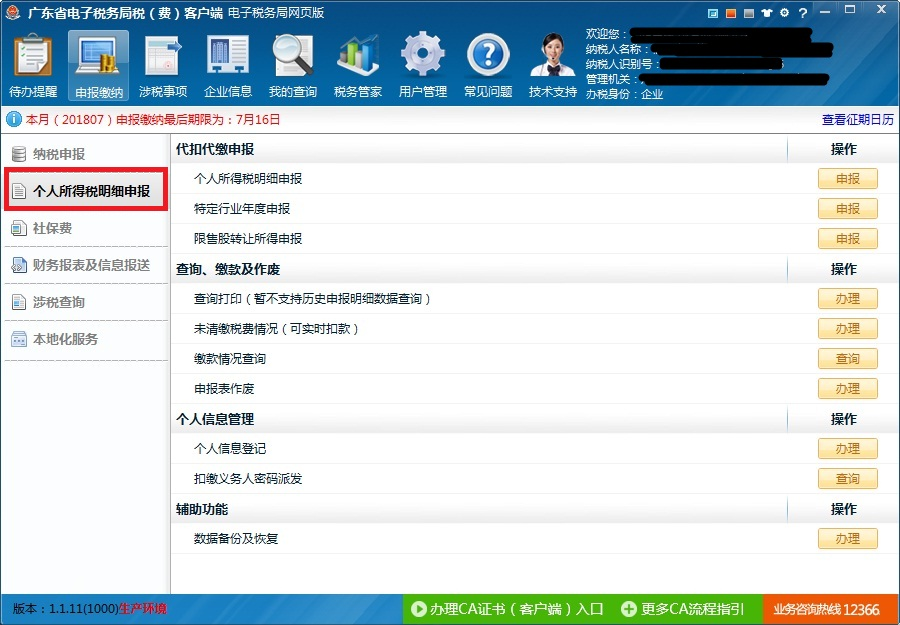 广东省电子税务局税（费）客户端 电子税务局网页版
待办提醒 申报缴纳 涉税事项 企业信息 我的查询 税务管家 用户管理 常见问题 技术支持
欢迎您：
纳税人名称：
纳税人识别号：
管理机关：
办税身份：企业
本月（201807）申报缴纳最后期限为：7月16日 查看征期日历
纳税申报
个人所得税明细申报
社保费
财务报表及信息报送
涉税查询
本地化服务
代扣代缴申报 操作
个人所得税明细申报 申报
特定行业年度申报 申报
限售股转让所得申报 申报
查询、缴款及作废 操作
查询打印（暂不支持历史申报明细数据查询） 办理
未清缴税费情况（可实时扣款） 办理
缴款情况查询 查询
申报表作废 办理
个人信息管理 操作
个人信息登记 办理
扣缴义务人密码派发 查询
辅助功能 操作
数据备份及恢复 办理
版本：1.1.11(1000)生产环境 办理CA证书（客户端）入口 更多CA流程指引 业务咨询热线 12366